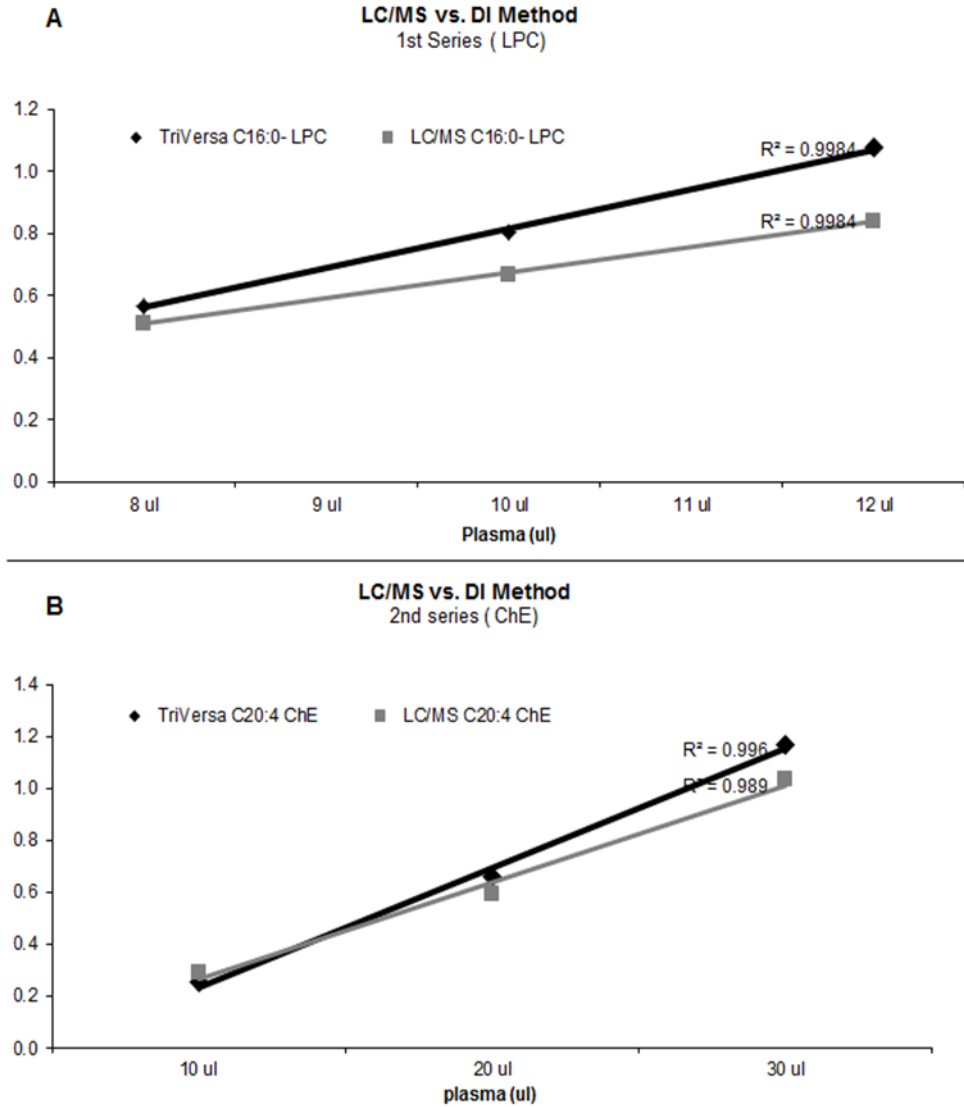 A
LC/MS vs. DI Method
1st Series ( LPC)
1.2
TriVersa C16:0- LPC
LC/MS C16:0- LPC
R² = 0.9984
1.0
R² = 0.9984
0.8
0.6
0.4
0.2
0.0
8 ul
9 ul
10 ul
11 ul
12 ul
Plasma (ul)
B
LC/MS vs. DI Method
2nd series ( ChE)
1.4
TriVersa C20:4 ChE
LC/MS C20:4 ChE
1.2
R² = 0.996
1.0
R² = 0.989
0.8
0.6
0.4
0.2
0.0
10 ul
20 ul
30 ul
plasma (ul)